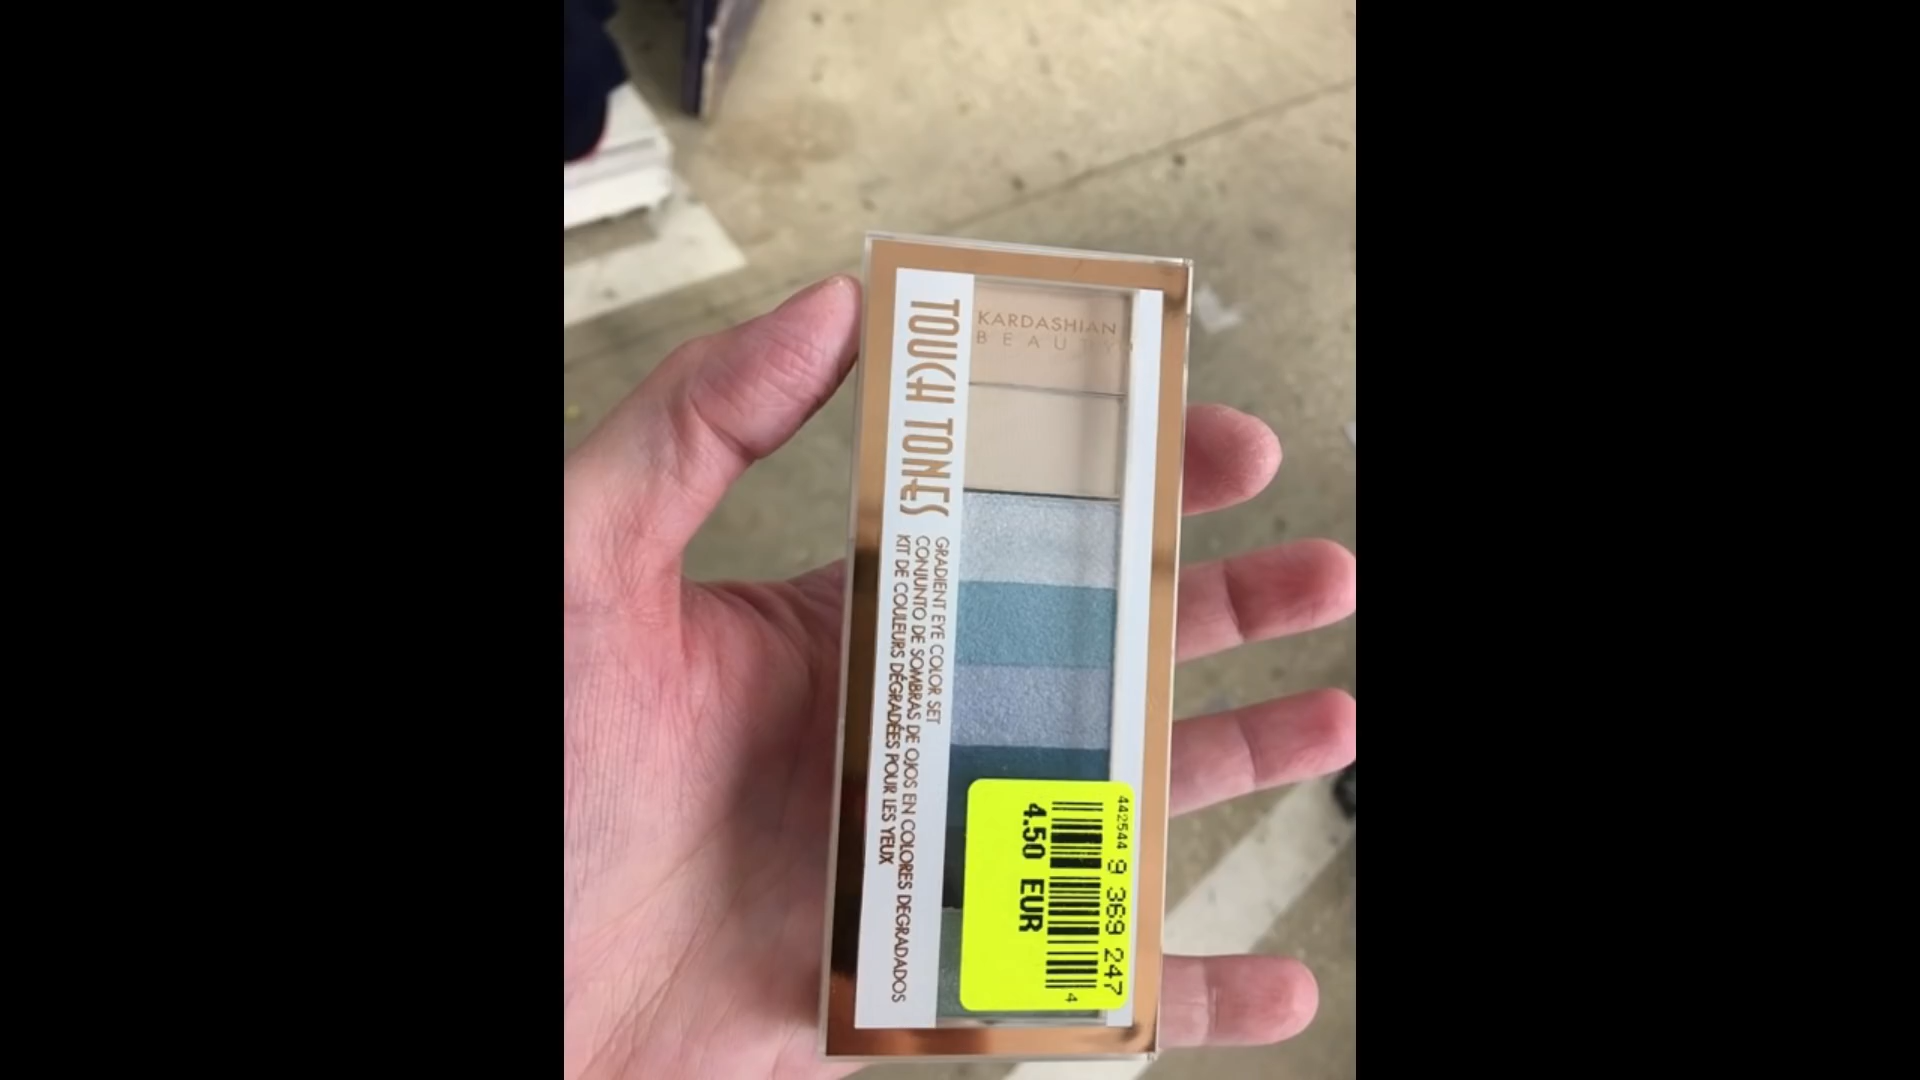 KARDASHIAN
BEAUTY
TOUCH TONES
GRADIENT EYE COLOR SET
CONJUNTO DE SOMBRAS DE OJOS EN COLORES DEGRADADOS
KIT DE COULEURS DÉGRADÉES POUR LES YEUX
442544 9 369 247
4
4.50 EUR